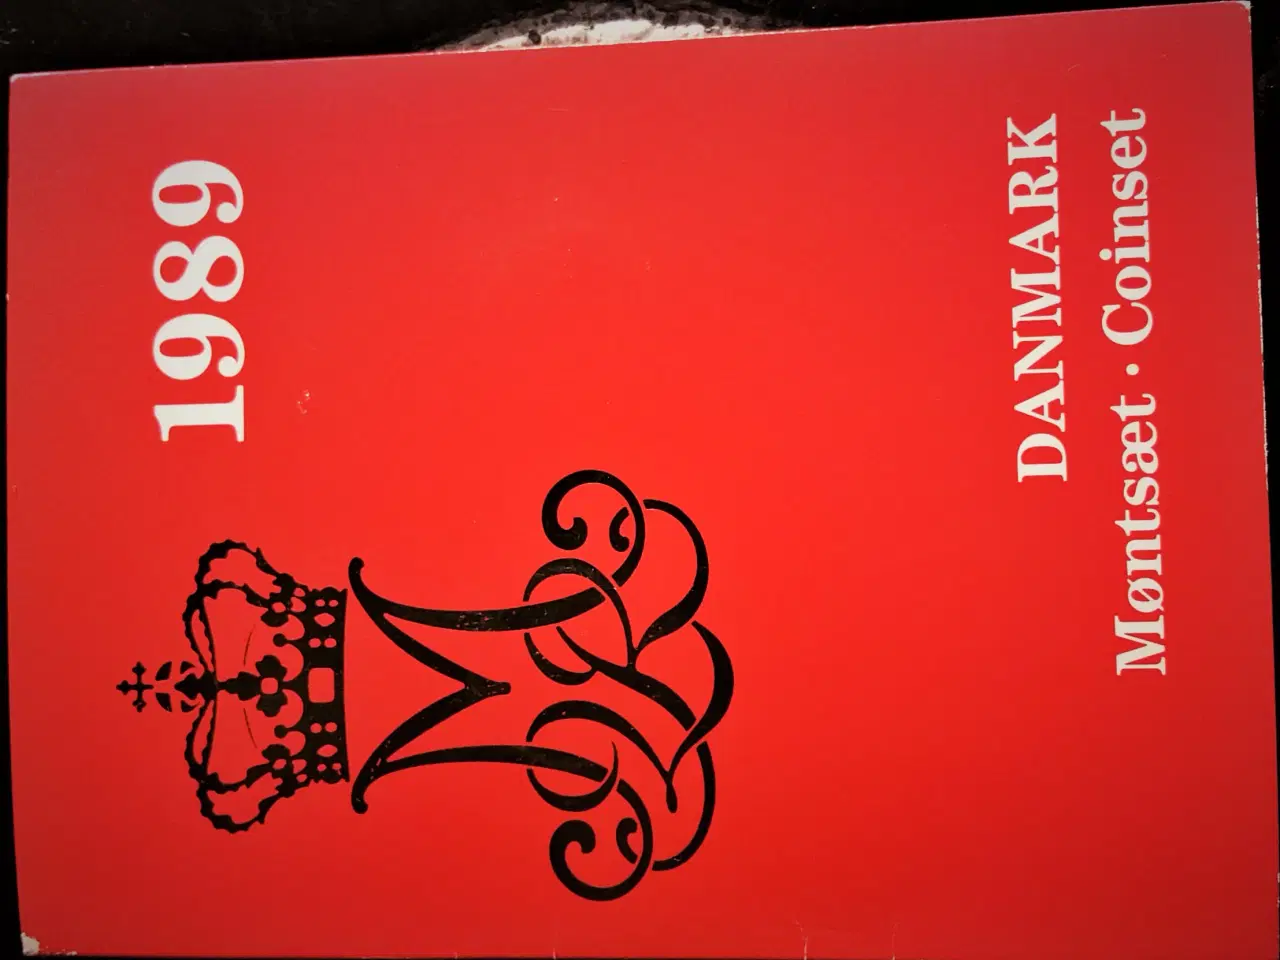 1989
DANMARK
Møntsæt · Coinset